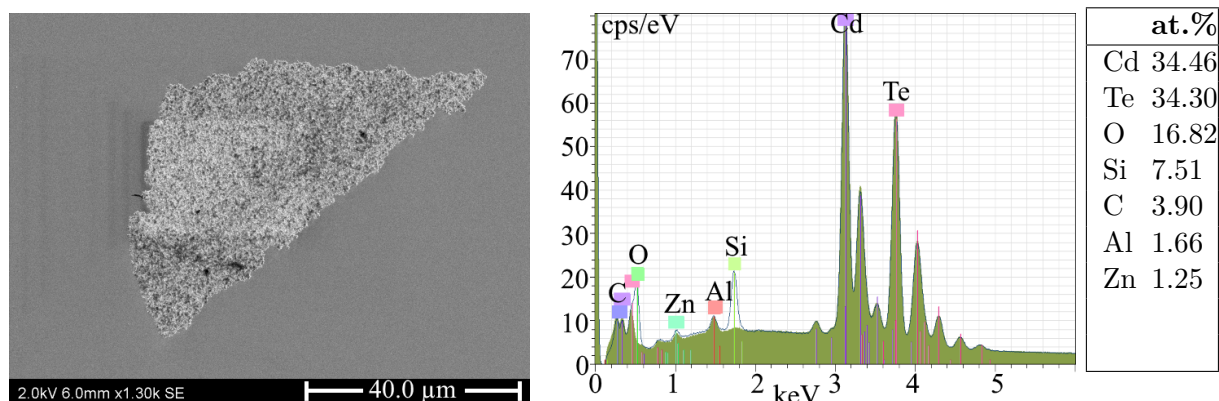 2.0kV 6.0mm x1.30k SE
40.0 µm
cps/eV
70
60
50
40
30
20
10
0
C
O
Zn
Al
Si
Cd
Te
0 1 2 3 4 5
keV
at.%
Cd 34.46
Te 34.30
O 16.82
Si 7.51
C 3.90
Al 1.66
Zn 1.25